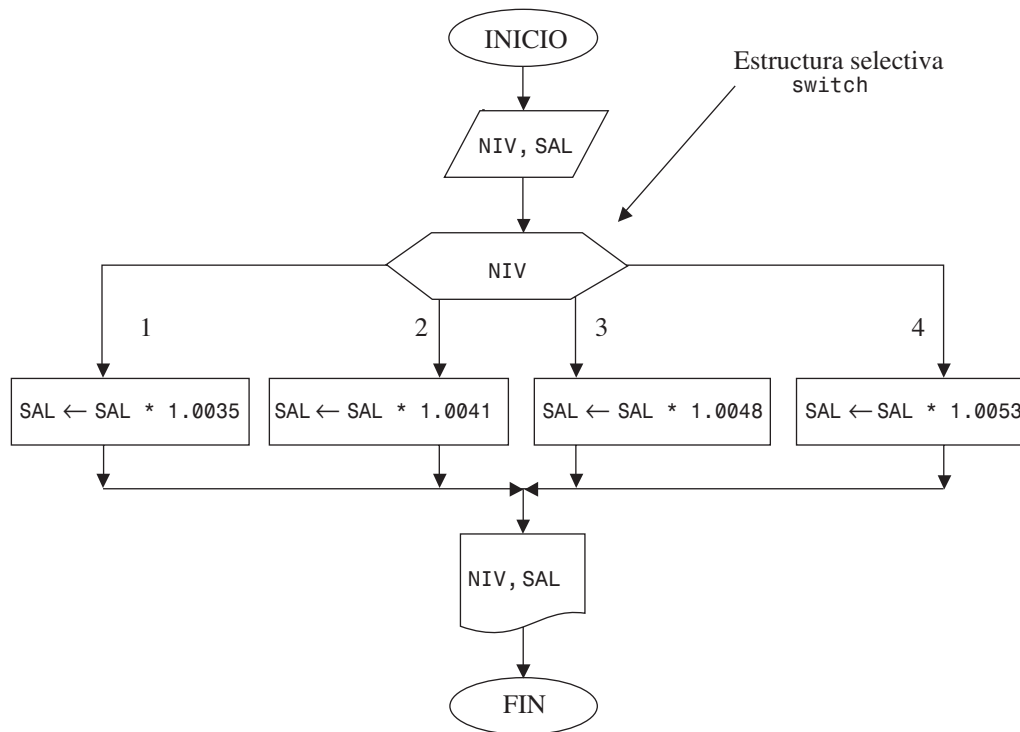 INICIO
Estructura selectiva
switch
NIV, SAL
NIV
1
2
3
4
SAL ← SAL * 1.0035
SAL ← SAL * 1.0041
SAL ← SAL * 1.0048
SAL ← SAL * 1.0053
NIV, SAL
FIN